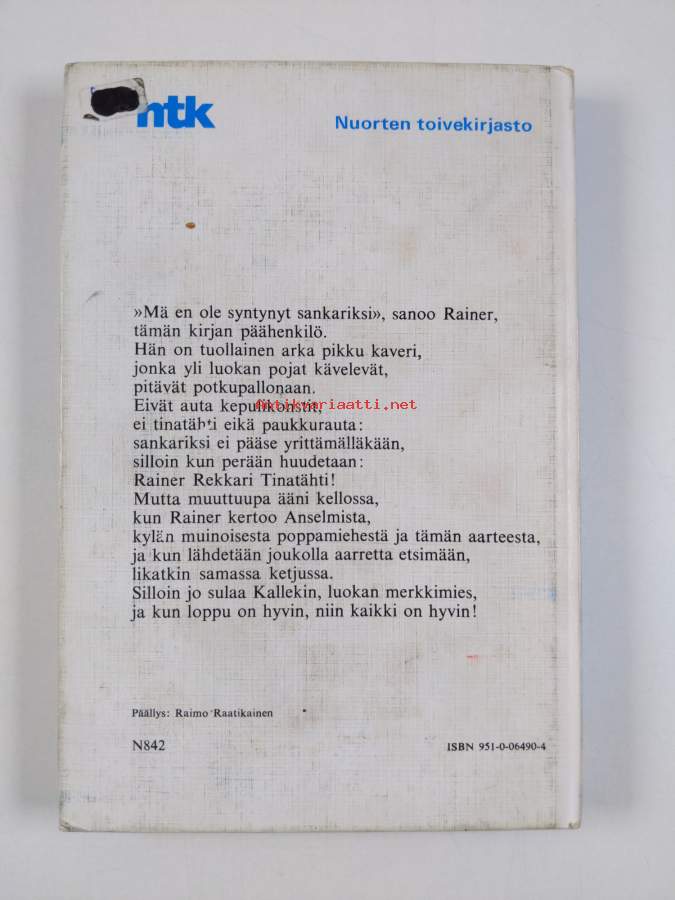 ntk
Nuorten toivekirjasto
»Mä en ole syntynyt sankariksi», sanoo Rainer,
tämän kirjan päähenkilö.
Hän on tuollainen arka pikku kaveri,
jonka yli luokan pojat kävelevät,
pitävät potkupallonaan.
Antikvariaatti.net
Eivät auta kepulikonstit,
ei tinatähti eikä paukkurauta:
sankariksi ei pääse yrittämälläkään,
silloin kun perään huudetaan:
Rainer Rekkari Tinatähti!
Mutta muuttuupa ääni kellossa,
kun Rainer kertoo Anselmista,
kylän muinoisesta poppamiehestä ja tämän aarteesta,
ja kun lähdetään joukolla aarretta etsimään,
likatkin samassa ketjussa.
Silloin jo sulaa Kallekin, luokan merkkimies,
ja kun loppu on hyvin, niin kaikki on hyvin!
Päällys: Raimo Raatikainen
N842
ISBN 951-0-06490-4